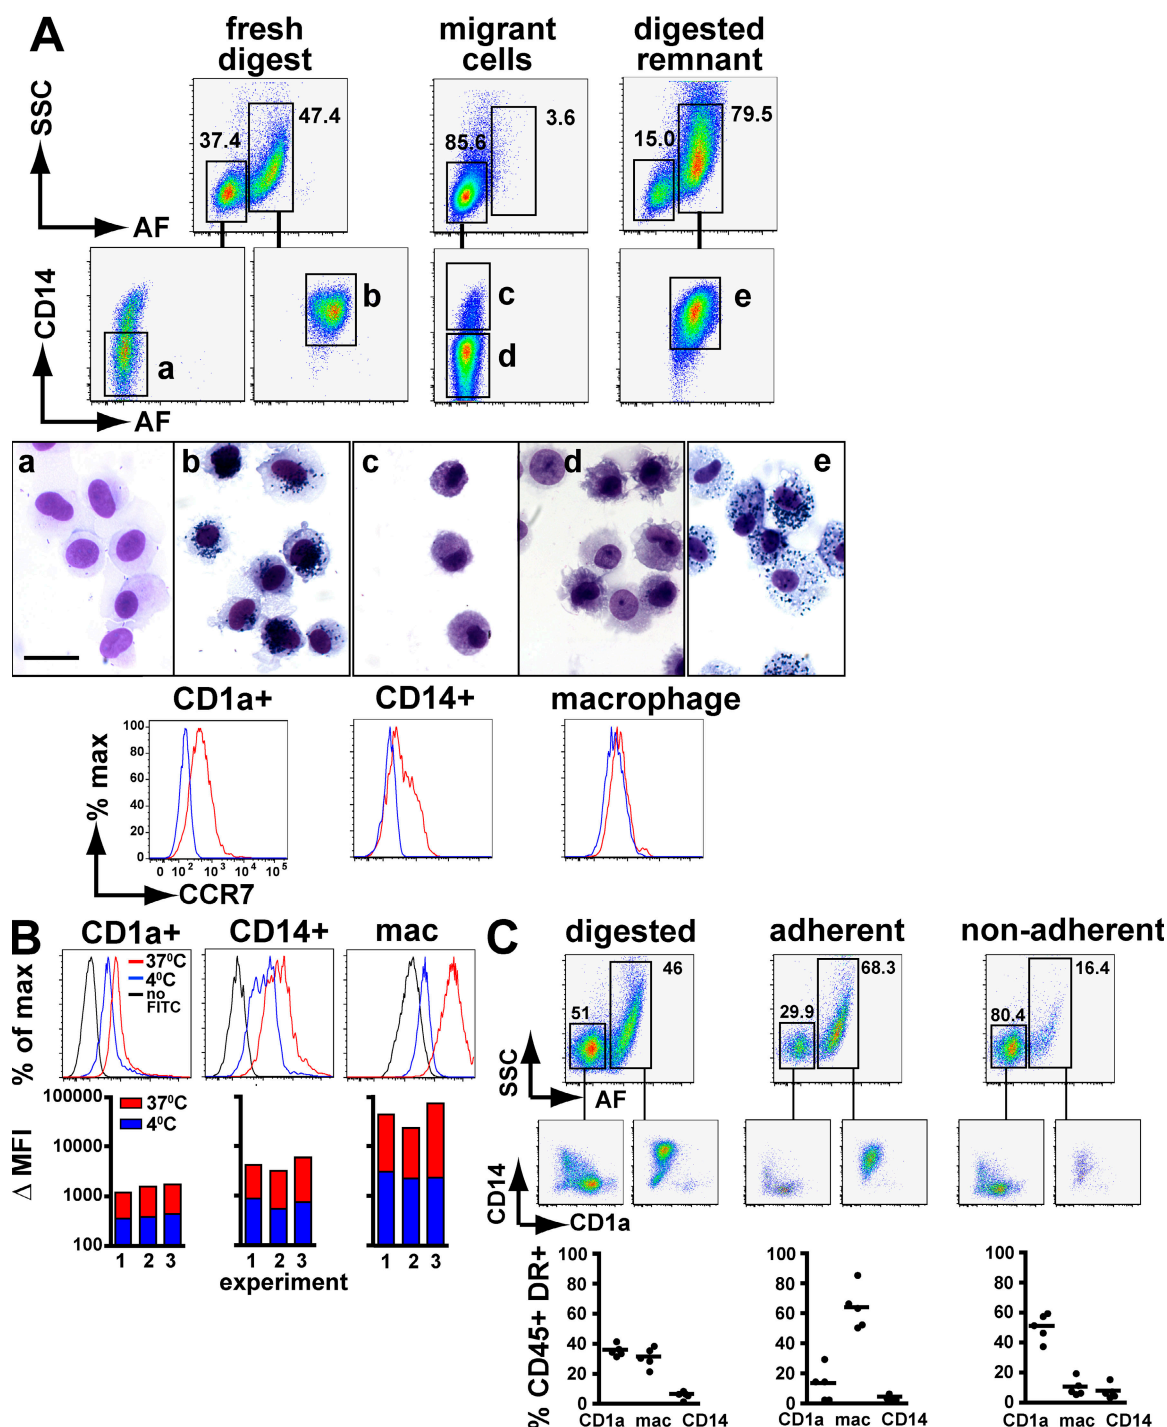 A
fresh
digest
migrant
cells
digested
remnant
SSC
AF
37.4
47.4
85.6
3.6
15.0
79.5
CD14
AF
a
b
c
d
e
a
b
c
d
e
CD1a+
CD14+
macrophage
% max
100
80
60
40
20
0
0 10² 10³ 10⁴ 10⁵
CCR7
B
CD1a+
CD14+
mac
% of max
37⁰C
4⁰C
no
FITC
Δ MFI
100000
10000
1000
100
37⁰C
4⁰C
1 2 3
1 2 3
1 2 3
experiment
C
digested
adherent
non-adherent
SSC
AF
51
46
29.9
68.3
80.4
16.4
CD14
CD1a
% CD45+ DR+
100
80
60
40
20
0
CD1a mac CD14
100
80
60
40
20
0
CD1a mac CD14
100
80
60
40
20
0
CD1a mac CD14